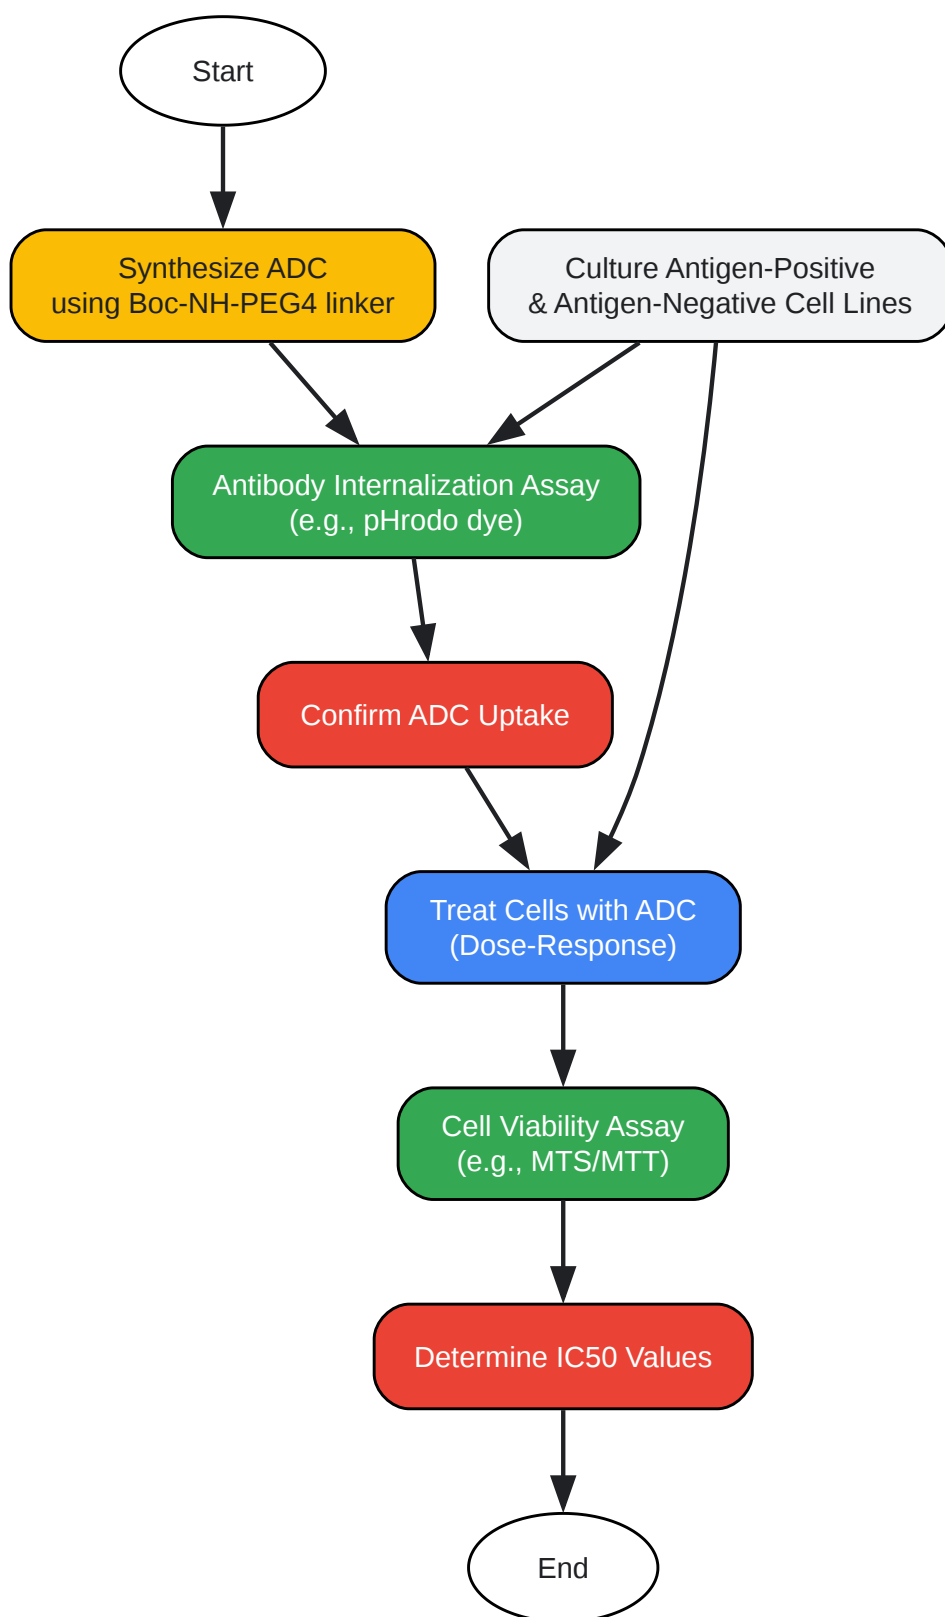 Start
Synthesize ADC
using Boc-NH-PEG4 linker
Culture Antigen-Positive
& Antigen-Negative Cell Lines
Antibody Internalization Assay
(e.g., pHrodo dye)
Confirm ADC Uptake
Treat Cells with ADC
(Dose-Response)
Cell Viability Assay
(e.g., MTS/MTT)
Determine IC50 Values
End